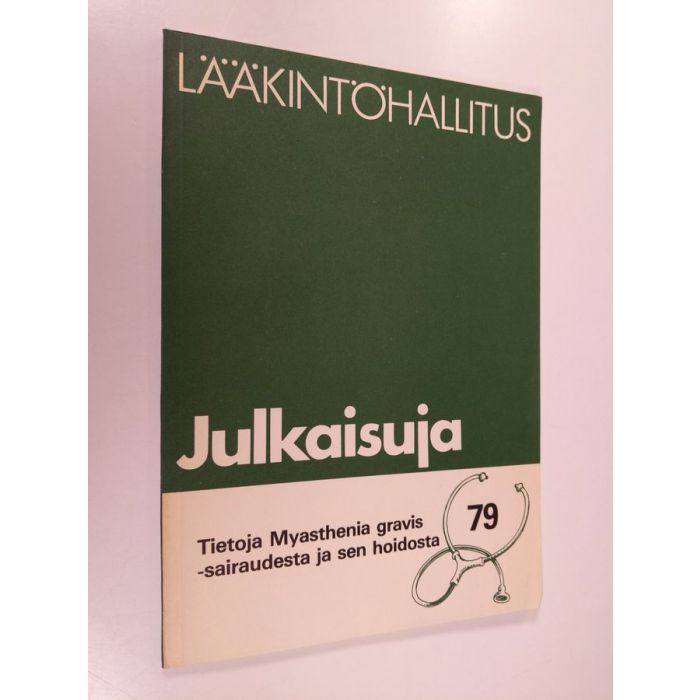 LÄÄKINTÖHALLITUS
Julkaisuja
Tietoja Myasthenia gravis
-sairaudesta ja sen hoidosta
79